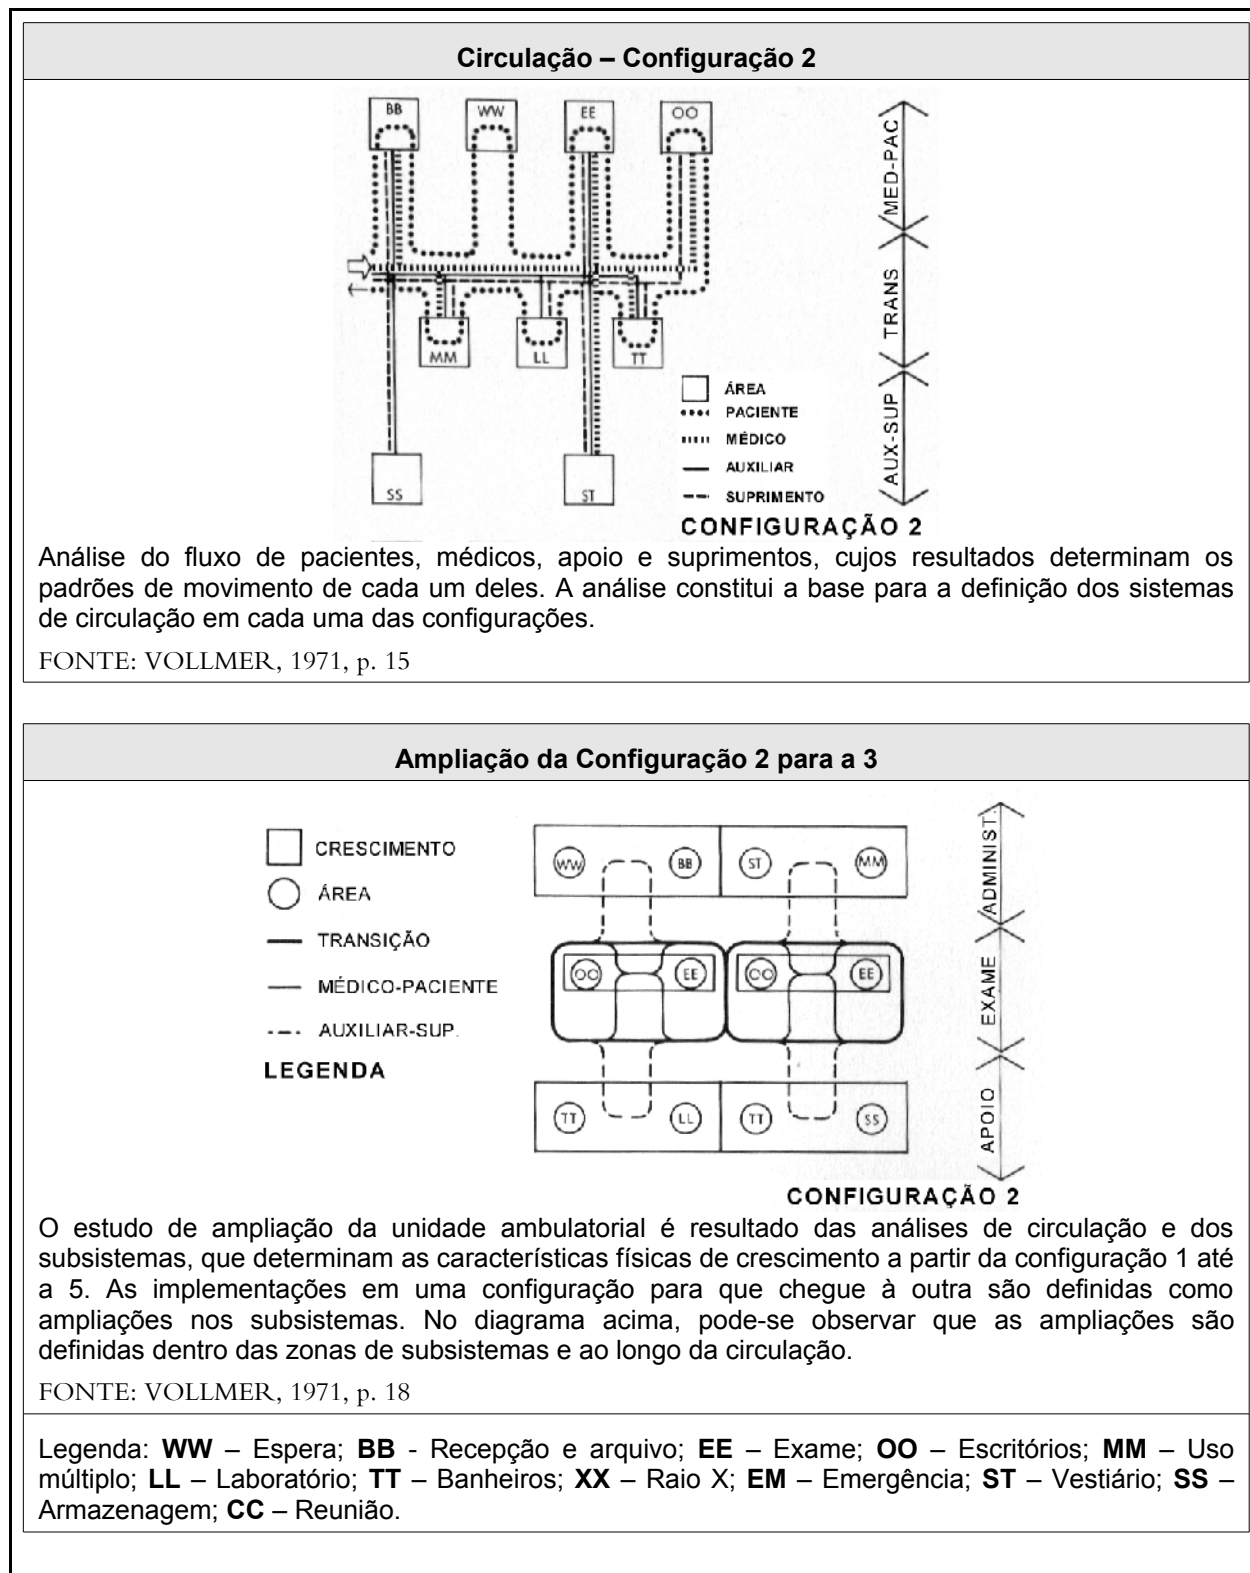 Circulação – Configuração 2
BB WW EE OO
MM LL TT
SS ST
MED-PAC
TRANS
AUX-SUP
ÁREA
PACIENTE
MÉDICO
AUXILIAR
SUPRIMENTO
CONFIGURAÇÃO 2
Análise do fluxo de pacientes, médicos, apoio e suprimentos, cujos resultados determinam os
padrões de movimento de cada um deles. A análise constitui a base para a definição dos sistemas
de circulação em cada uma das configurações.
FONTE: VOLLMER, 1971, p. 15
Ampliação da Configuração 2 para a 3
CRESCIMENTO
ÁREA
TRANSIÇÃO
MÉDICO-PACIENTE
AUXILIAR-SUP.
LEGENDA
WW BB ST MM
OO EE OO EE
TT LL TT SS
ADMINIST.
EXAME
APOIO
CONFIGURAÇÃO 2
O estudo de ampliação da unidade ambulatorial é resultado das análises de circulação e dos
subsistemas, que determinam as características físicas de crescimento a partir da configuração 1 até
a 5. As implementações em uma configuração para que chegue à outra são definidas como
ampliações nos subsistemas. No diagrama acima, pode-se observar que as ampliações são
definidas dentro das zonas de subsistemas e ao longo da circulação.
FONTE: VOLLMER, 1971, p. 18
Legenda: WW – Espera; BB - Recepção e arquivo; EE – Exame; OO – Escritórios; MM – Uso
múltiplo; LL – Laboratório; TT – Banheiros; XX – Raio X; EM – Emergência; ST – Vestiário; SS –
Armazenagem; CC – Reunião.